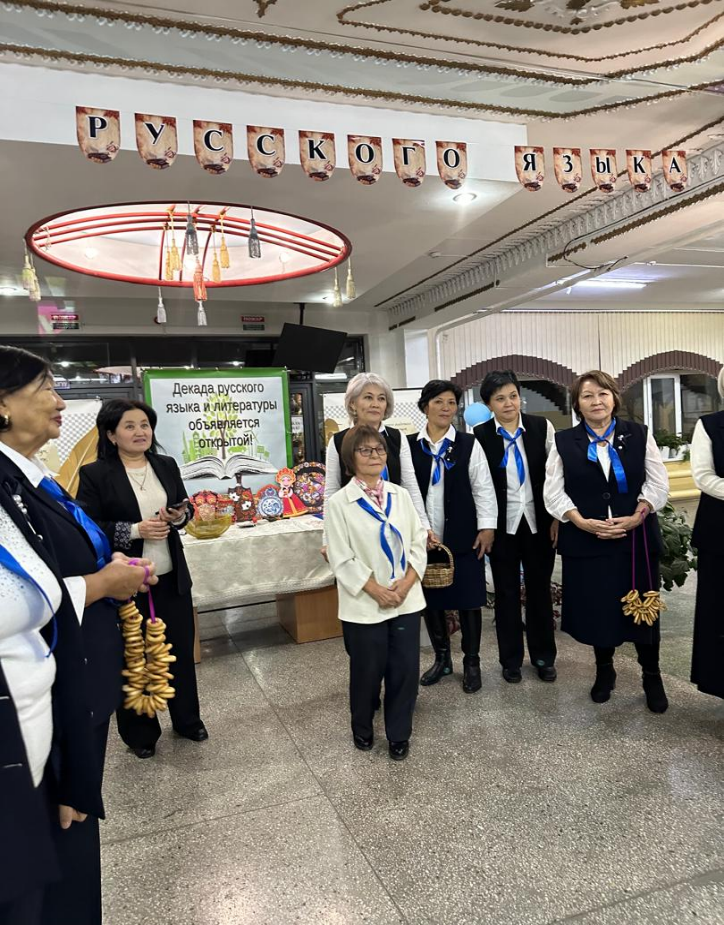 РУССКОГО ЯЗЫКА
Декада русского
языка и литературы
объявляется
открытой!